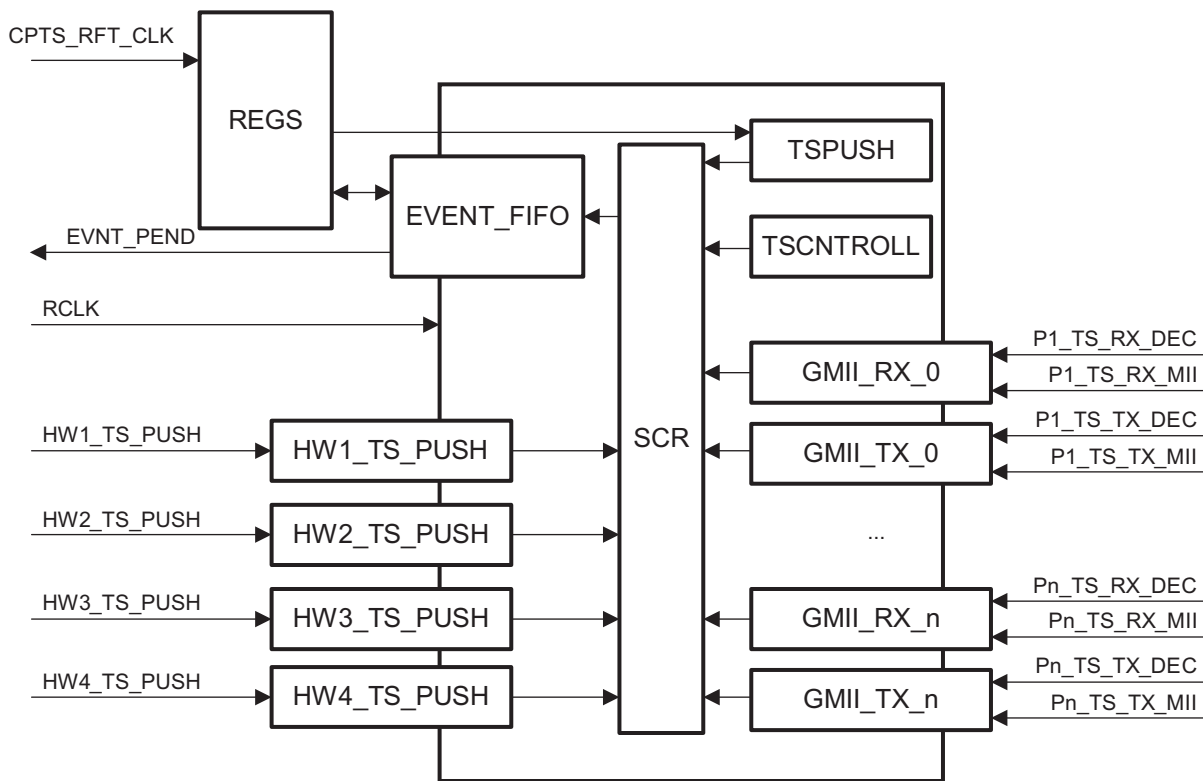 CPTS_RFT_CLK
REGS
TSPUSH
EVENT_FIFO
EVNT_PEND
TSCNTROLL
RCLK
P1_TS_RX_DEC
GMII_RX_0
P1_TS_RX_MII
HW1_TS_PUSH
HW1_TS_PUSH
SCR
P1_TS_TX_DEC
GMII_TX_0
P1_TS_TX_MII
HW2_TS_PUSH
HW2_TS_PUSH
...
HW3_TS_PUSH
HW3_TS_PUSH
Pn_TS_RX_DEC
GMII_RX_n
Pn_TS_RX_MII
HW4_TS_PUSH
HW4_TS_PUSH
Pn_TS_TX_DEC
GMII_TX_n
Pn_TS_TX_MII